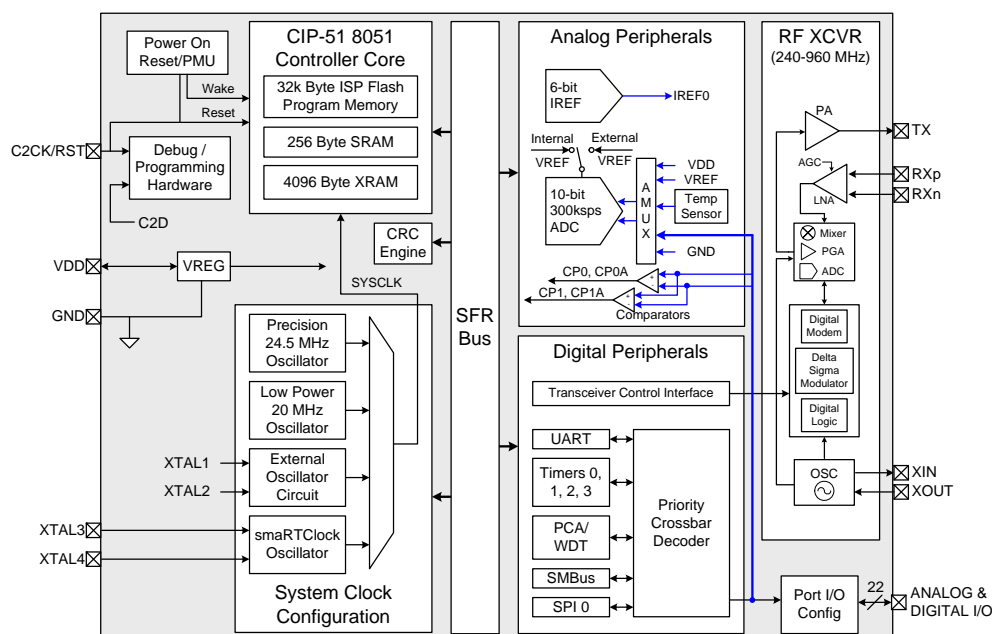 Power On
Reset/PMU
Wake
Reset
C2CK/RST
Debug /
Programming
Hardware
C2D
VDD
VREG
GND
CIP-51 8051
Controller Core
32k Byte ISP Flash
Program Memory
256 Byte SRAM
4096 Byte XRAM
CRC
Engine
SYSCLK
Precision
24.5 MHz
Oscillator
Low Power
20 MHz
Oscillator
XTAL1
XTAL2
External
Oscillator
Circuit
XTAL3
XTAL4
smaRTClock
Oscillator
System Clock
Configuration
SFR
Bus
Analog Peripherals
6-bit
IREF
IREF0
Internal
External
VREF
VREF
10-bit
300ksps
ADC
A
M
U
X
VDD
VREF
Temp
Sensor
GND
CP0, CP0A
+
-
CP1, CP1A
+
-
Comparators
Digital Peripherals
Transceiver Control Interface
UART
Timers 0,
1, 2, 3
PCA/
WDT
SMBus
SPI 0
Priority
Crossbar
Decoder
RF XCVR
(240-960 MHz)
PA
TX
AGC
LNA
RXp
RXn
Mixer
PGA
ADC
Digital
Modem
Delta
Sigma
Modulator
Digital
Logic
OSC
XIN
XOUT
Port I/O
Config
22
ANALOG &
DIGITAL I/O